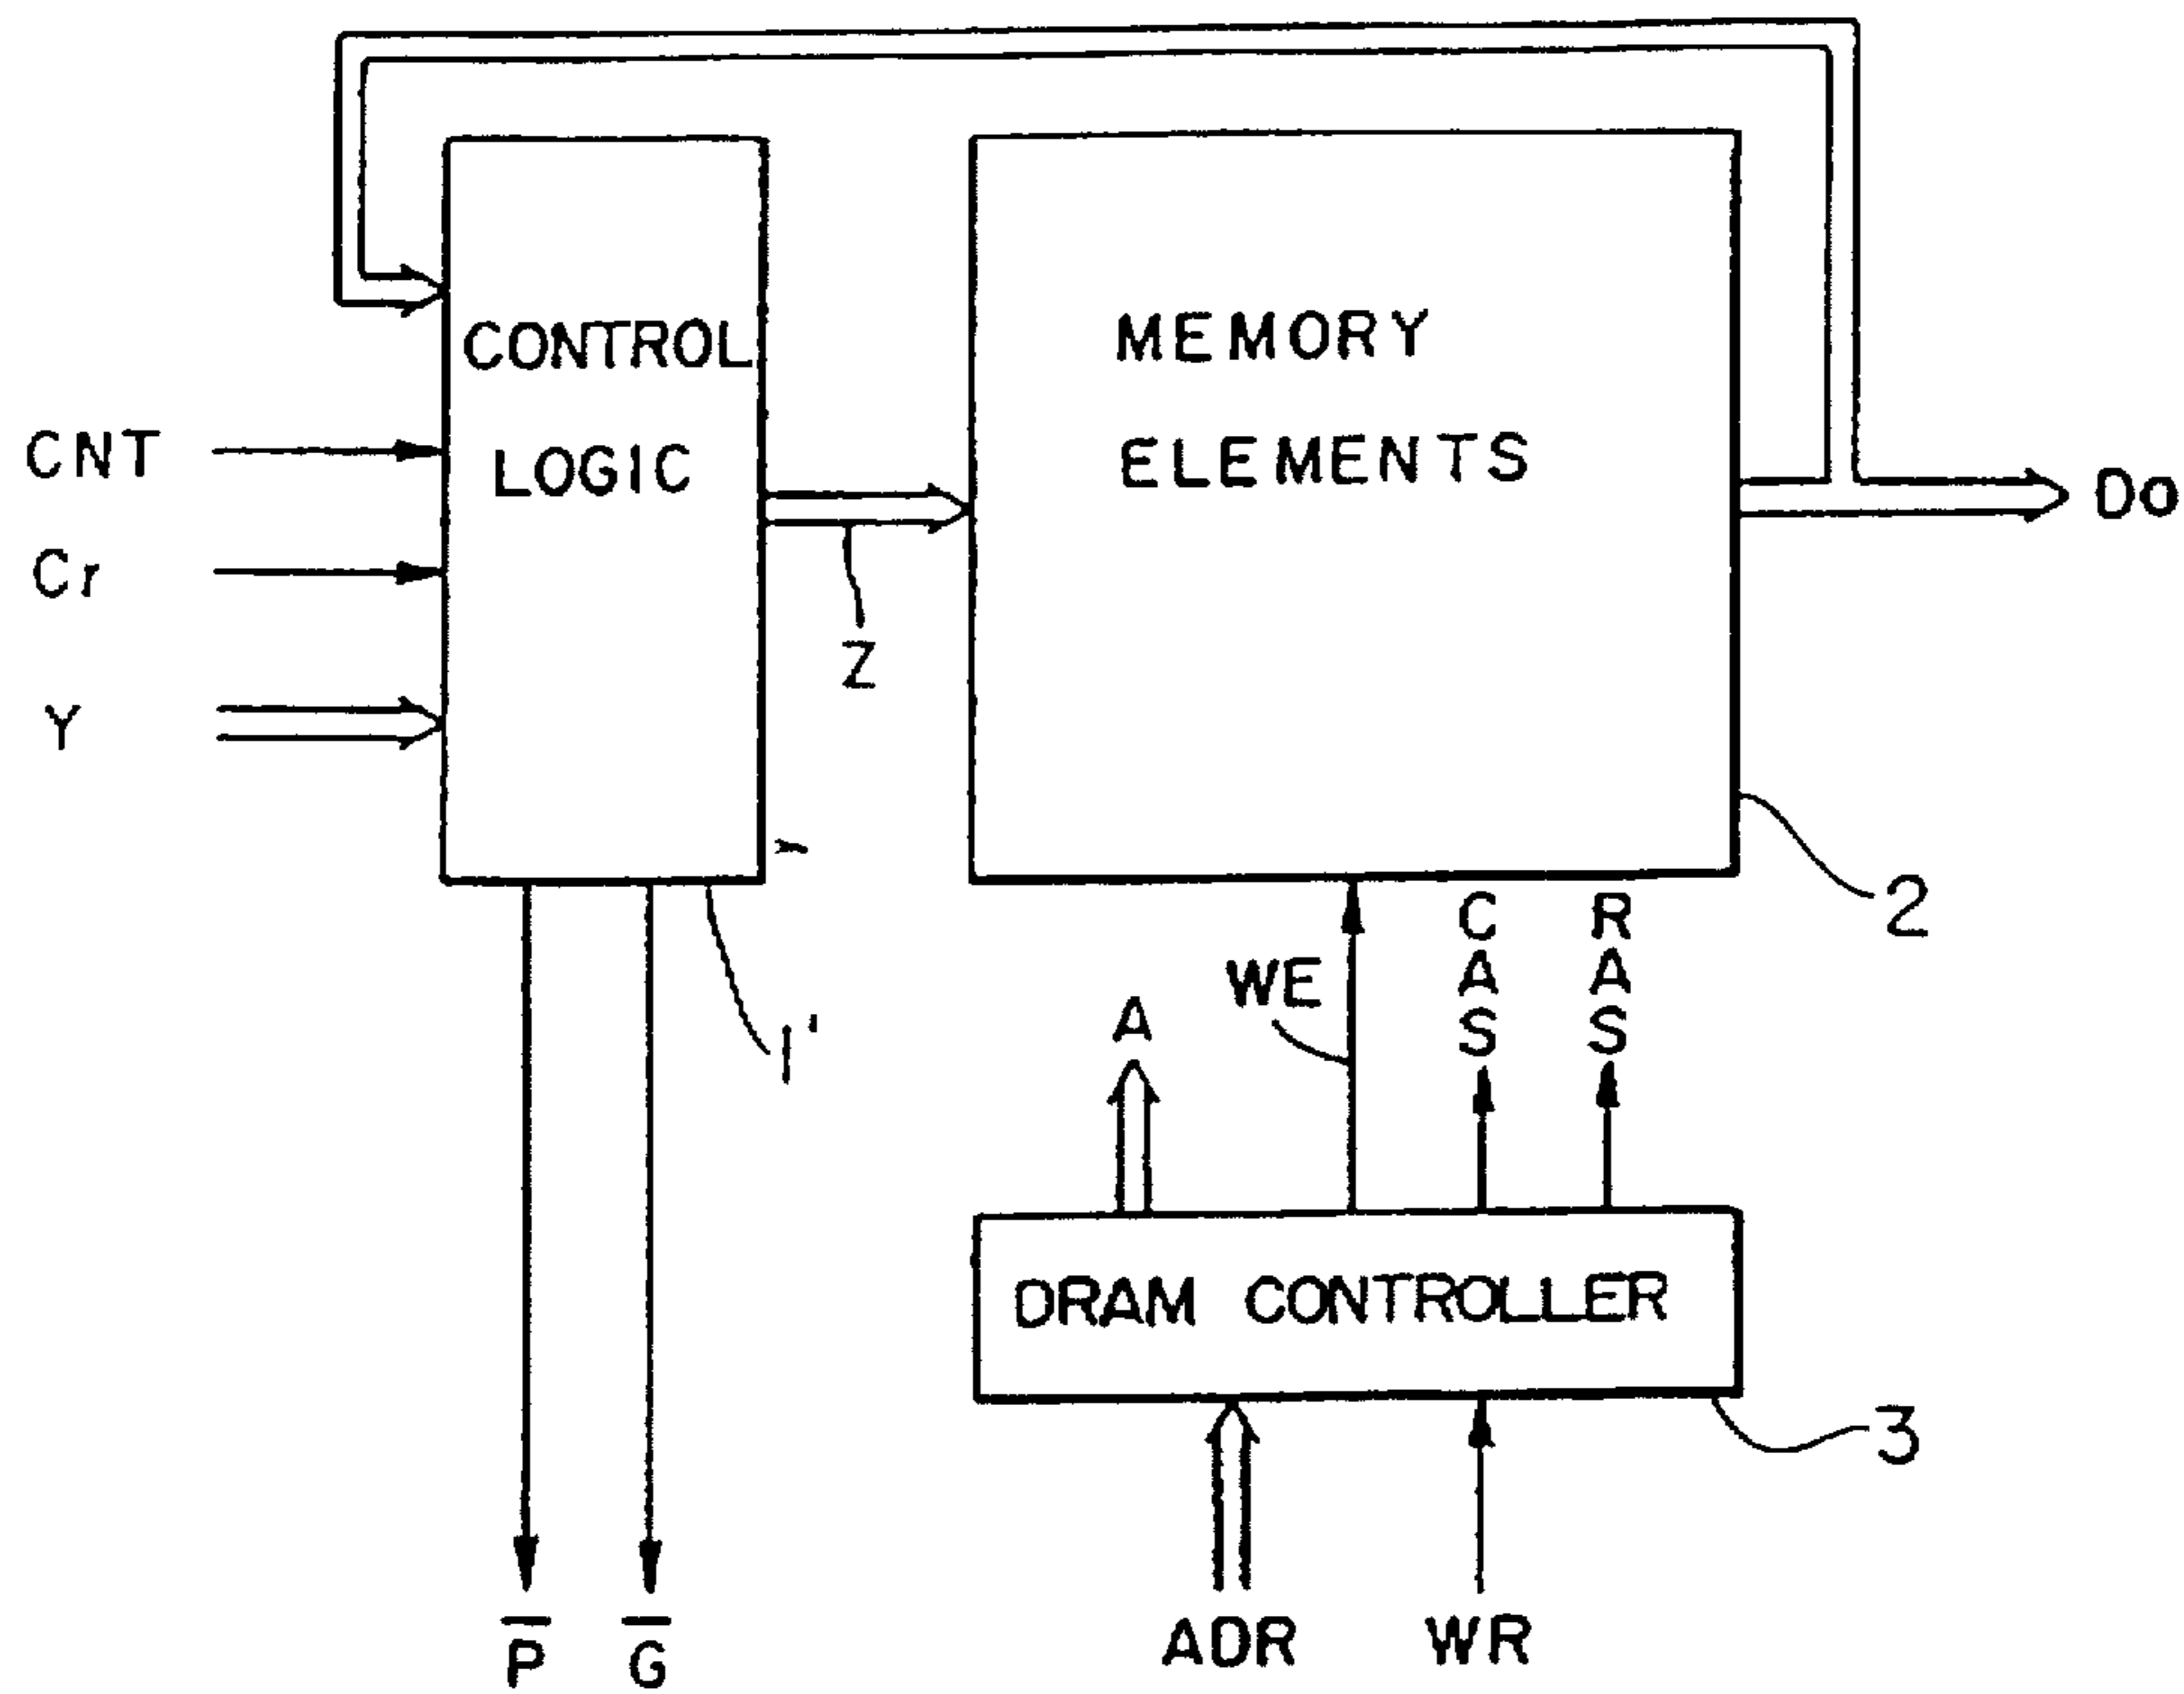 CONTROL
LOGIC
MEMORY
ELEMENTS
CNT
Cr
Y
Z
Do
2
1'
A
WE
CAS
RAS
DRAM CONTROLLER
3
P̅
G̅
ADR
WR